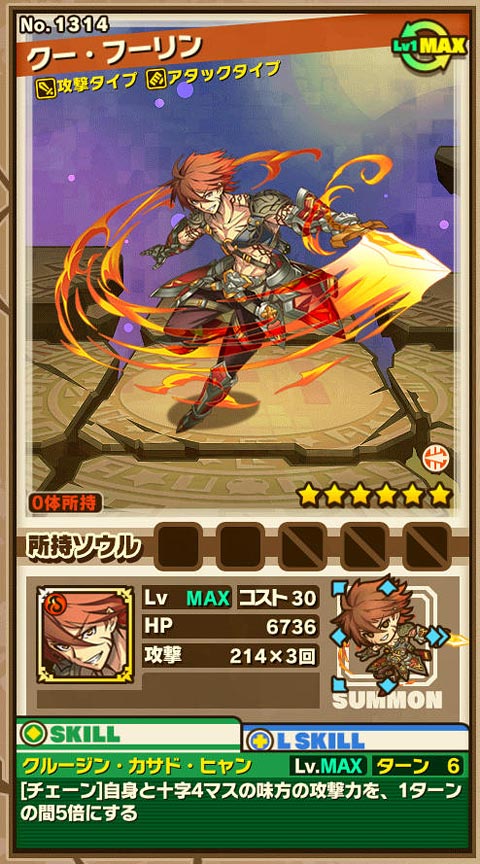 No.1314
クー・フーリン
Lv1 MAX
攻撃タイプ アタックタイプ
0体所持
所持ソウル
Lv MAX コスト 30
HP 6736
攻撃 214×3回
SUMMON
SKILL
L SKILL
クルージン・カサド・ヒャン Lv.MAX ターン 6
[チェーン]自身と十字4マスの味方の攻撃力を、1ターン
の間5倍にする